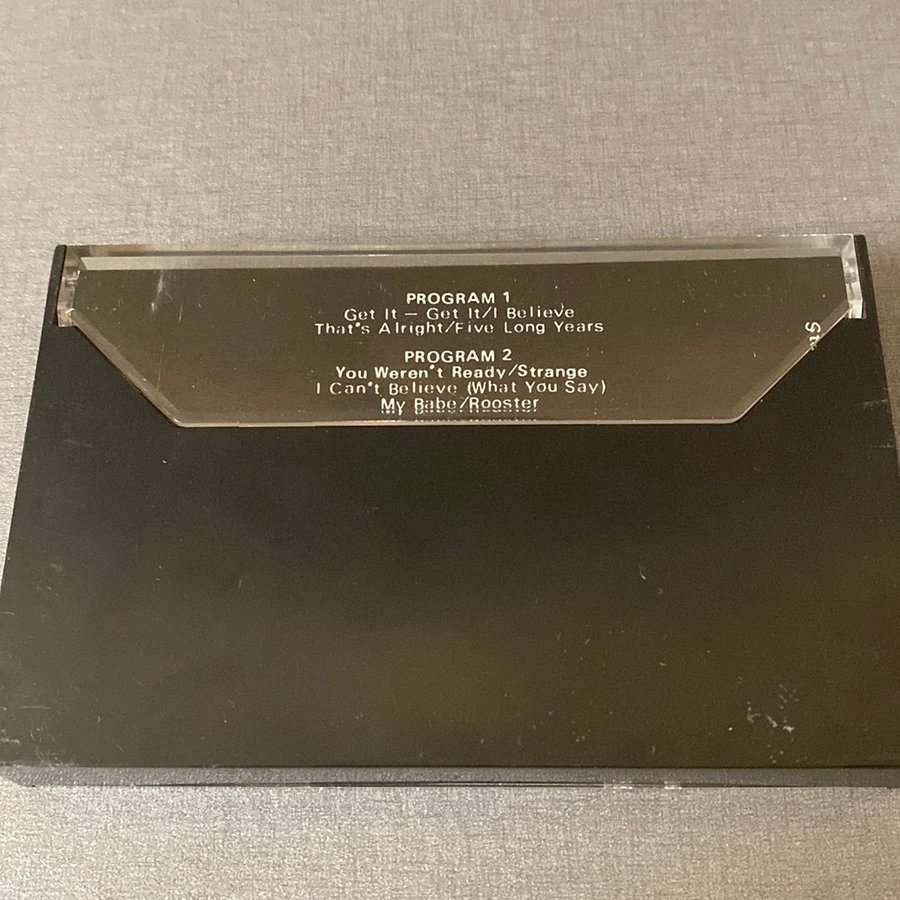 PROGRAM 1
Get It — Get It/I Believe
That's Alright/Five Long Years
PROGRAM 2
You Weren't Ready/Strange
I Can't Believe (What You Say)
My Babe/Rooster